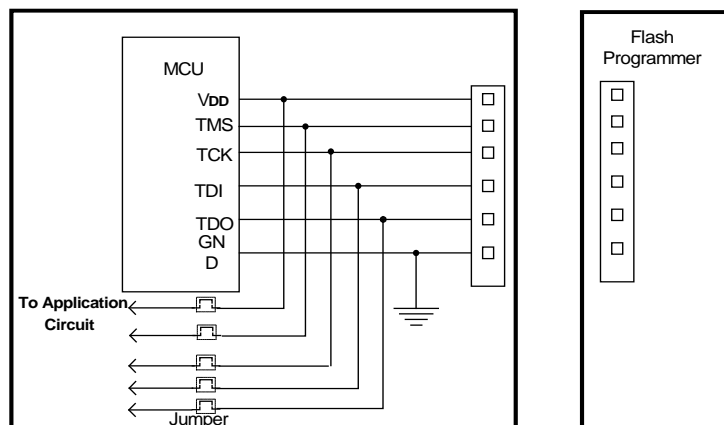 MCU
VDD
TMS
TCK
TDI
TDO
GN
D
To Application
Circuit
Jumper
Flash
Programmer